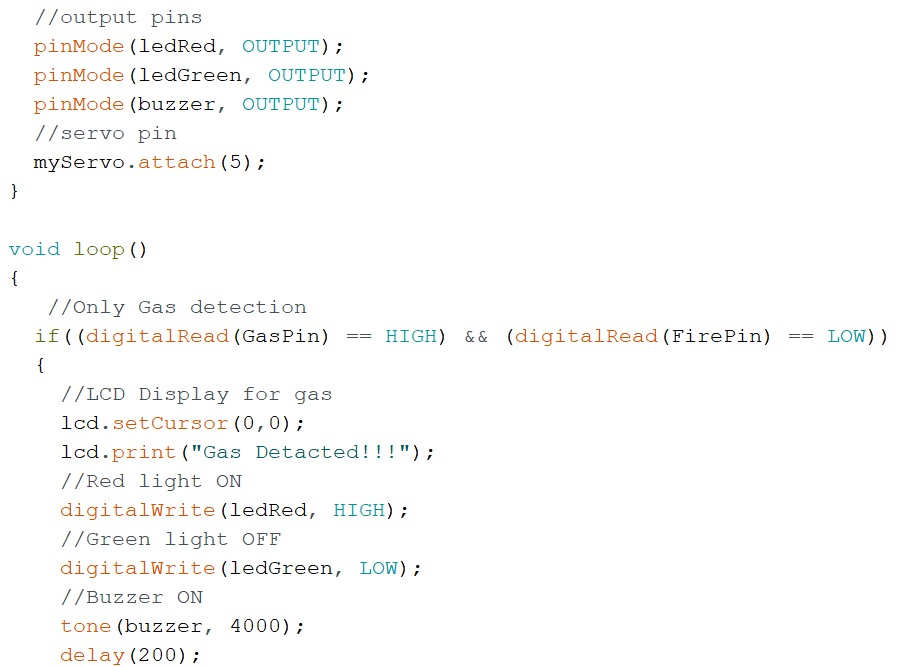 //output pins
pinMode(ledRed, OUTPUT);
pinMode(ledGreen, OUTPUT);
pinMode(buzzer, OUTPUT);
//servo pin
myServo.attach(5);
}
void loop()
{
//Only Gas detection
if((digitalRead(GasPin) == HIGH) && (digitalRead(FirePin) == LOW))
{
//LCD Display for gas
lcd.setCursor(0,0);
lcd.print("Gas Detacted!!!");
//Red light ON
digitalWrite(ledRed, HIGH);
//Green light OFF
digitalWrite(ledGreen, LOW);
//Buzzer ON
tone(buzzer, 4000);
delay(200);